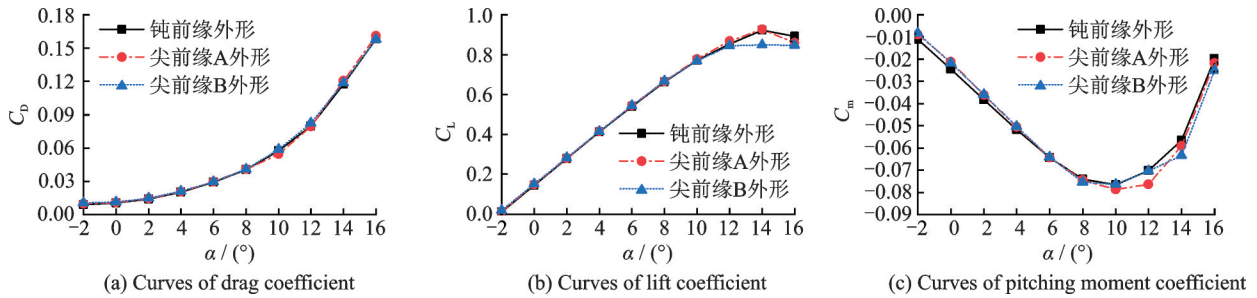 0.18
0.15
0.12
0.09
0.06
0.03
0.00
C_D
钝前缘外形
尖前缘A外形
尖前缘B外形
−2 0 2 4 6 8 10 12 14 16
α / (°)
(a) Curves of drag coefficient
1.0
0.8
0.6
0.4
0.2
0.0
C_L
钝前缘外形
尖前缘A外形
尖前缘B外形
−2 0 2 4 6 8 10 12 14 16
α / (°)
(b) Curves of lift coefficient
0.00
−0.01
−0.02
−0.03
−0.04
−0.05
−0.06
−0.07
−0.08
−0.09
C_m
钝前缘外形
尖前缘A外形
尖前缘B外形
−2 0 2 4 6 8 10 12 14 16
α / (°)
(c) Curves of pitching moment coefficient